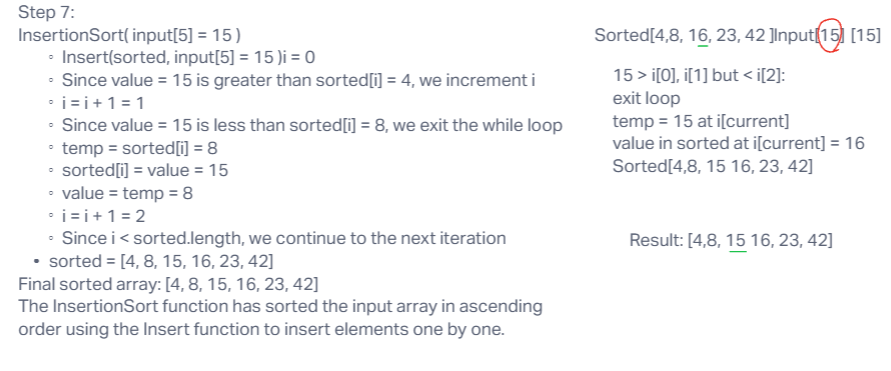 Step 7:
InsertionSort( input[5] = 15 )
◦ Insert(sorted, input[5] = 15 )i = 0
◦ Since value = 15 is greater than sorted[i] = 4, we increment i
◦ i = i + 1 = 1
◦ Since value = 15 is less than sorted[i] = 8, we exit the while loop
◦ temp = sorted[i] = 8
◦ sorted[i] = value = 15
◦ value = temp = 8
◦ i = i + 1 = 2
◦ Since i < sorted.length, we continue to the next iteration
• sorted = [4, 8, 15, 16, 23, 42]
Final sorted array: [4, 8, 15, 16, 23, 42]
The InsertionSort function has sorted the input array in ascending
order using the Insert function to insert elements one by one.
Sorted[4,8, 16, 23, 42 ]Input[15] [15]
15 > i[0], i[1] but < i[2]:
exit loop
temp = 15 at i[current]
value in sorted at i[current] = 16
Sorted[4,8, 15 16, 23, 42]
Result: [4,8, 15 16, 23, 42]